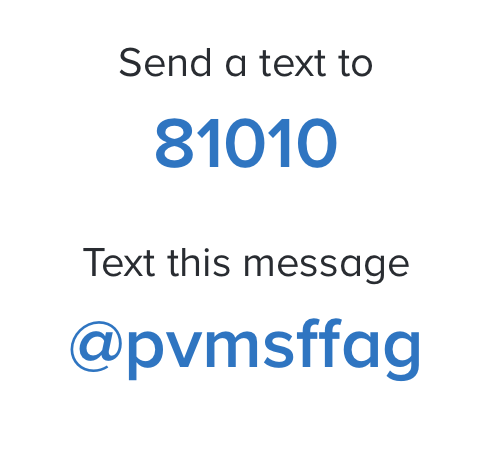 Send a text to
81010
Text this message
@pvmsffag